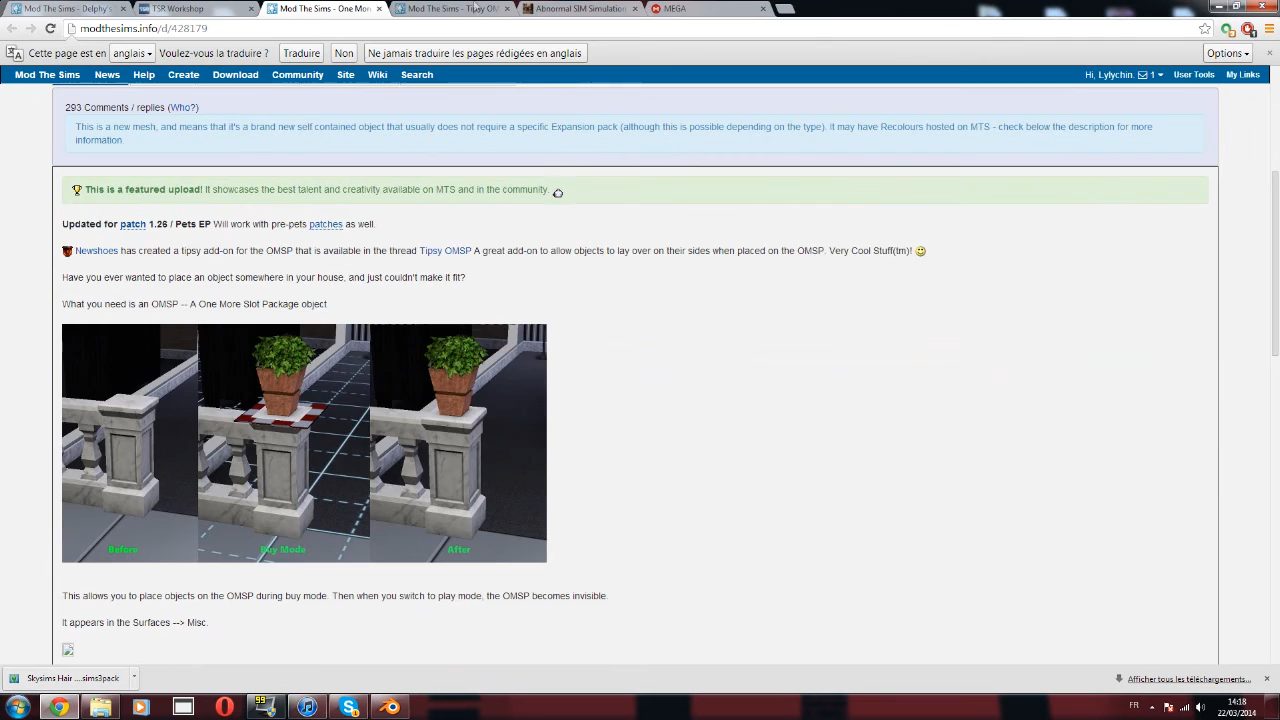 Mod The Sims - Delphy's
TSR Workshop
Mod The Sims - One More
Mod The Sims - Tipsy OM
Abnormal SIM Simulation
MEGA
modthesims.info/d/428179
Cette page est en anglais Voulez-vous la traduire ? Traduire Non Ne jamais traduire les pages rédigées en anglais Options
Mod The Sims News Help Create Download Community Site Wiki Search Hi, Lylychin. 1 User Tools My Links
293 Comments / replies (Who?)
This is a new mesh, and means that it's a brand new self contained object that usually does not require a specific Expansion pack (although this is possible depending on the type). It may have Recolours hosted on MTS - check below the description for more
information.
This is a featured upload! It showcases the best talent and creativity available on MTS and in the community.
Updated for patch 1.26 / Pets EP Will work with pre-pets patches as well.
Newshoes has created a tipsy add-on for the OMSP that is available in the thread Tipsy OMSP A great add-on to allow objects to lay over on their sides when placed on the OMSP. Very Cool Stuff(tm)!
Have you ever wanted to place an object somewhere in your house, and just couldn't make it fit?
What you need is an OMSP -- A One More Slot Package object
Before Buy Mode After
This allows you to place objects on the OMSP during buy mode. Then when you switch to play mode, the OMSP becomes invisible.
It appears in the Surfaces --> Misc.
Skysims Hair ....sims3pack
Afficher tous les téléchargements...
99
FR
14:18
22/03/2014